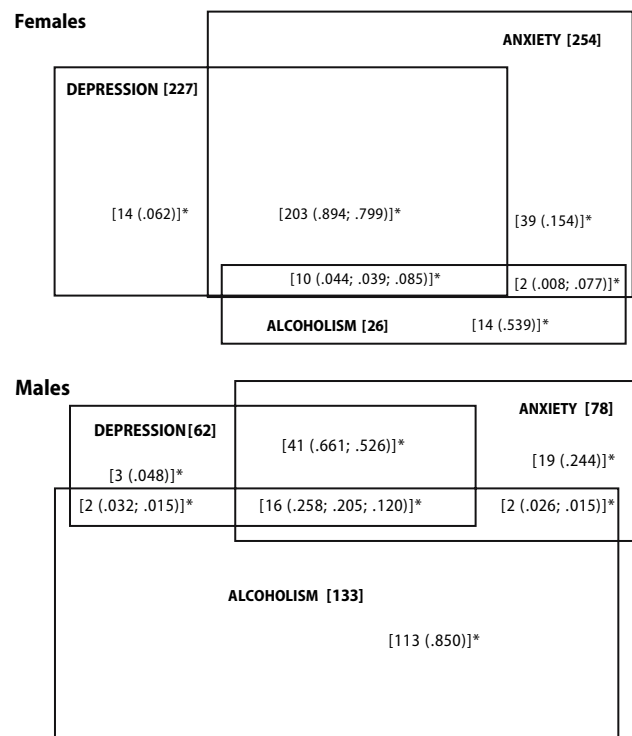 Females
ANXIETY [254]
DEPRESSION [227]
[14 (.062)]*
[203 (.894; .799)]*
[39 (.154)]*
[10 (.044; .039; .085)]*
[2 (.008; .077)]*
ALCOHOLISM [26]
[14 (.539)]*
Males
ANXIETY [78]
DEPRESSION[62]
[41 (.661; .526)]*
[19 (.244)]*
[3 (.048)]*
[2 (.032; .015)]*
[16 (.258; .205; .120)]*
[2 (.026; .015)]*
ALCOHOLISM [133]
[113 (.850)]*